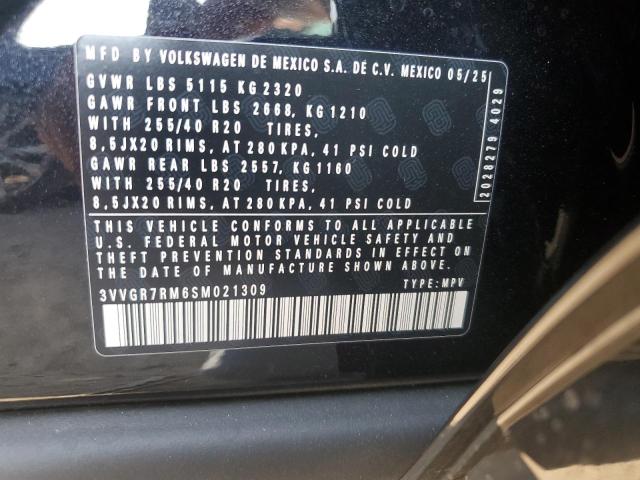 MFD BY VOLKSWAGEN DE MEXICO S.A. DE C.V. MEXICO 05/25
GVWR LBS 5115 KG 2320
GAWR FRONT LBS 2668, KG 1210
WITH 255/40 R20 TIRES,
8,5JX20 RIMS, AT 280 KPA, 41 PSI COLD
GAWR REAR LBS 2557, KG 1160
WITH 255/40 R20 TIRES,
8,5JX20 RIMS, AT 280 KPA, 41 PSI COLD
2028279 4029
THIS VEHICLE CONFORMS TO ALL APPLICABLE
U.S. FEDERAL MOTOR VEHICLE SAFETY AND
THEFT PREVENTION STANDARDS IN EFFECT ON
THE DATE OF MANUFACTURE SHOWN ABOVE.
3VVGR7RM6SM021309 TYPE: MPV